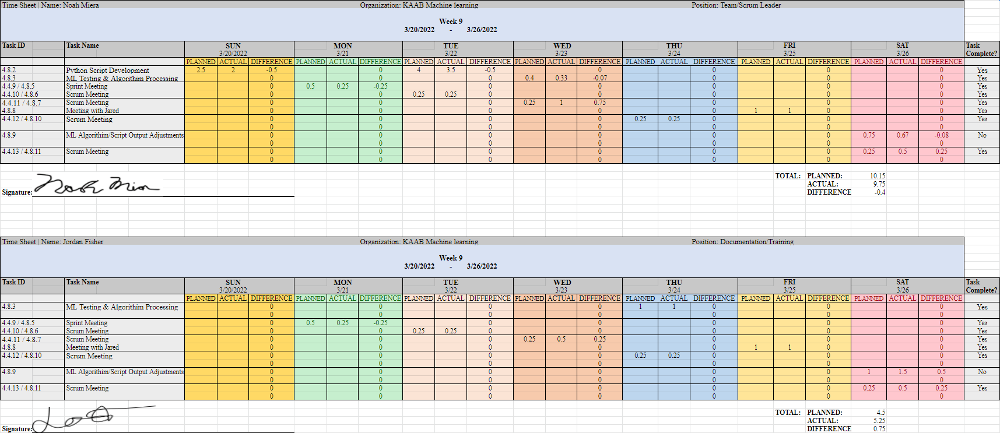 Time Sheet | Name: Noah Miera Organization: KAAB Machine learning Position: Team/Scrum Leader
Week 9
3/20/2022 - 3/26/2022
Task ID Task Name SUN MON TUE WED THU FRI SAT Task
3/20/2022 3/21 3/22 3/23 3/24 3/25 3/26 Complete?
PLANNED ACTUAL DIFFERENCE PLANNED ACTUAL DIFFERENCE PLANNED ACTUAL DIFFERENCE PLANNED ACTUAL DIFFERENCE PLANNED ACTUAL DIFFERENCE PLANNED ACTUAL DIFFERENCE PLANNED ACTUAL DIFFERENCE
4.8.2 Python Script Development 2.5 2 -0.5 0 4 3.5 -0.5 0 0 0 0 Yes
4.8.3 ML Testing & Algorithim Processing 0 0 0 0.4 0.33 -0.07 0 0 0 Yes
4.4.9 / 4.8.5 Sprint Meeting 0 0.5 0.25 -0.25 0 0 0 0 0 Yes
4.4.10 / 4.8.6 Scrum Meeting 0 0 0.25 0.25 0 0 0 0 0 Yes
4.4.11 / 4.8.7 Scrum Meeting 0 0 0 0.25 1 0.75 0 0 0 Yes
4.8.8 Meeting with Jared 0 0 0 0 0 1 1 0 0 Yes
4.4.12 / 4.8.10 Scrum Meeting 0 0 0 0 0.25 0.25 0 0 0 Yes
0 0 0 0 0 0 0
4.8.9 ML Algorithim/Script Output Adjustments 0 0 0 0 0 0 0.75 0.67 -0.08 No
0 0 0 0 0 0 0
4.4.13 / 4.8.11 Scrum Meeting 0 0 0 0 0 0 0.25 0.5 0.25 Yes
0 0 0 0 0 0 0
TOTAL: PLANNED: 10.15
ACTUAL: 9.75
Signature: Noah Miera DIFFERENCE -0.4
Time Sheet | Name: Jordan Fisher Organization: KAAB Machine learning Position: Documentation/Training
Week 9
3/20/2022 - 3/26/2022
Task ID Task Name SUN MON TUE WED THU FRI SAT Task
3/20/2022 3/21 3/22 3/23 3/24 3/25 3/26 Complete?
PLANNED ACTUAL DIFFERENCE PLANNED ACTUAL DIFFERENCE PLANNED ACTUAL DIFFERENCE PLANNED ACTUAL DIFFERENCE PLANNED ACTUAL DIFFERENCE PLANNED ACTUAL DIFFERENCE PLANNED ACTUAL DIFFERENCE
4.8.3 ML Testing & Algorithim Processing 0 0 0 0 1 1 0 0 0 Yes
0 0 0 0 0 0 0
4.4.9 / 4.8.5 Sprint Meeting 0 0.5 0.25 -0.25 0 0 0 0 0 Yes
4.4.10 / 4.8.6 Scrum Meeting 0 0 0.25 0.25 0 0 0 0 0 Yes
4.4.11 / 4.8.7 Scrum Meeting 0 0 0 0.25 0.5 0.25 0 0 0 Yes
4.8.8 Meeting with Jared 0 0 0 0 0 1 1 0 0 Yes
4.4.12 / 4.8.10 Scrum Meeting 0 0 0 0 0.25 0.25 0 0 0 Yes
0 0 0 0 0 0 0
4.8.9 ML Algorithim/Script Output Adjustments 0 0 0 0 0 0 1 1.5 0.5 No
0 0 0 0 0 0 0
4.4.13 / 4.8.11 Scrum Meeting 0 0 0 0 0 0 0.25 0.5 0.25 Yes
0 0 0 0 0 0 0
TOTAL: PLANNED: 4.5
ACTUAL: 5.25
Signature: DIFFERENCE 0.75